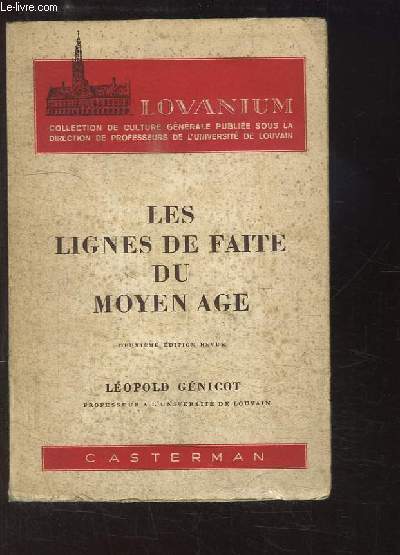 Le-livre.com
LOVANIUM
COLLECTION DE CULTURE GÉNÉRALE PUBLIÉE SOUS LA
DIRECTION DE PROFESSEURS DE L'UNIVERSITÉ DE LOUVAIN
LES
LIGNES DE FAITE
DU
MOYEN AGE
DEUXIÈME ÉDITION REVUE
LÉOPOLD GÉNICOT
PROFESSEUR A L'UNIVERSITÉ DE LOUVAIN
CASTERMAN